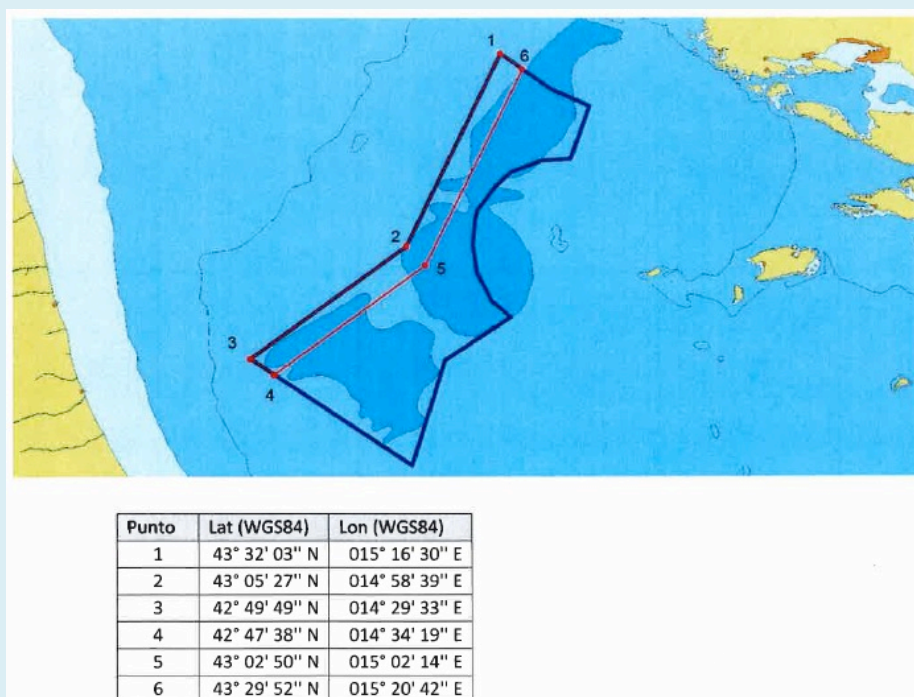 1
6
2
5
3
4
Punto Lat (WGS84) Lon (WGS84)
1 43° 32' 03" N 015° 16' 30" E
2 43° 05' 27" N 014° 58' 39" E
3 42° 49' 49" N 014° 29' 33" E
4 42° 47' 38" N 014° 34' 19" E
5 43° 02' 50" N 015° 02' 14" E
6 43° 29' 52" N 015° 20' 42" E